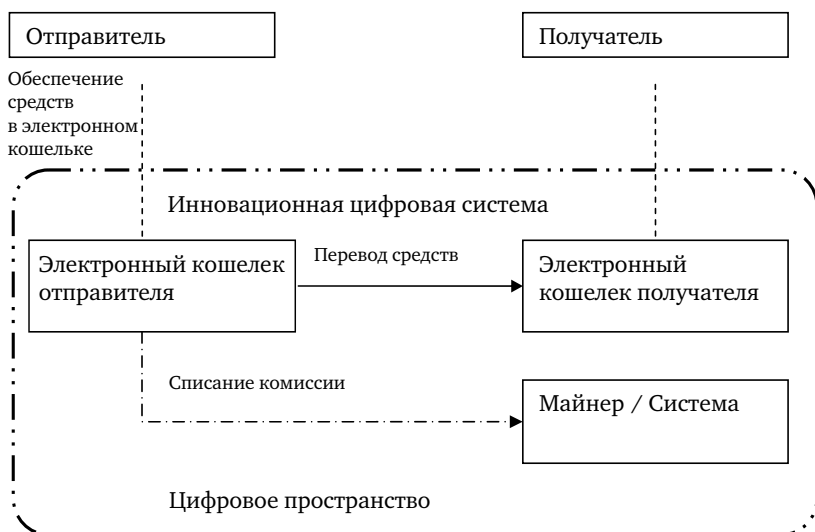 Отправитель
Получатель
Обеспечение
средств
в электронном
кошельке
Инновационная цифровая система
Электронный кошелек
отправителя
Перевод средств
Электронный
кошелек получателя
Списание комиссии
Майнер / Система
Цифровое пространство